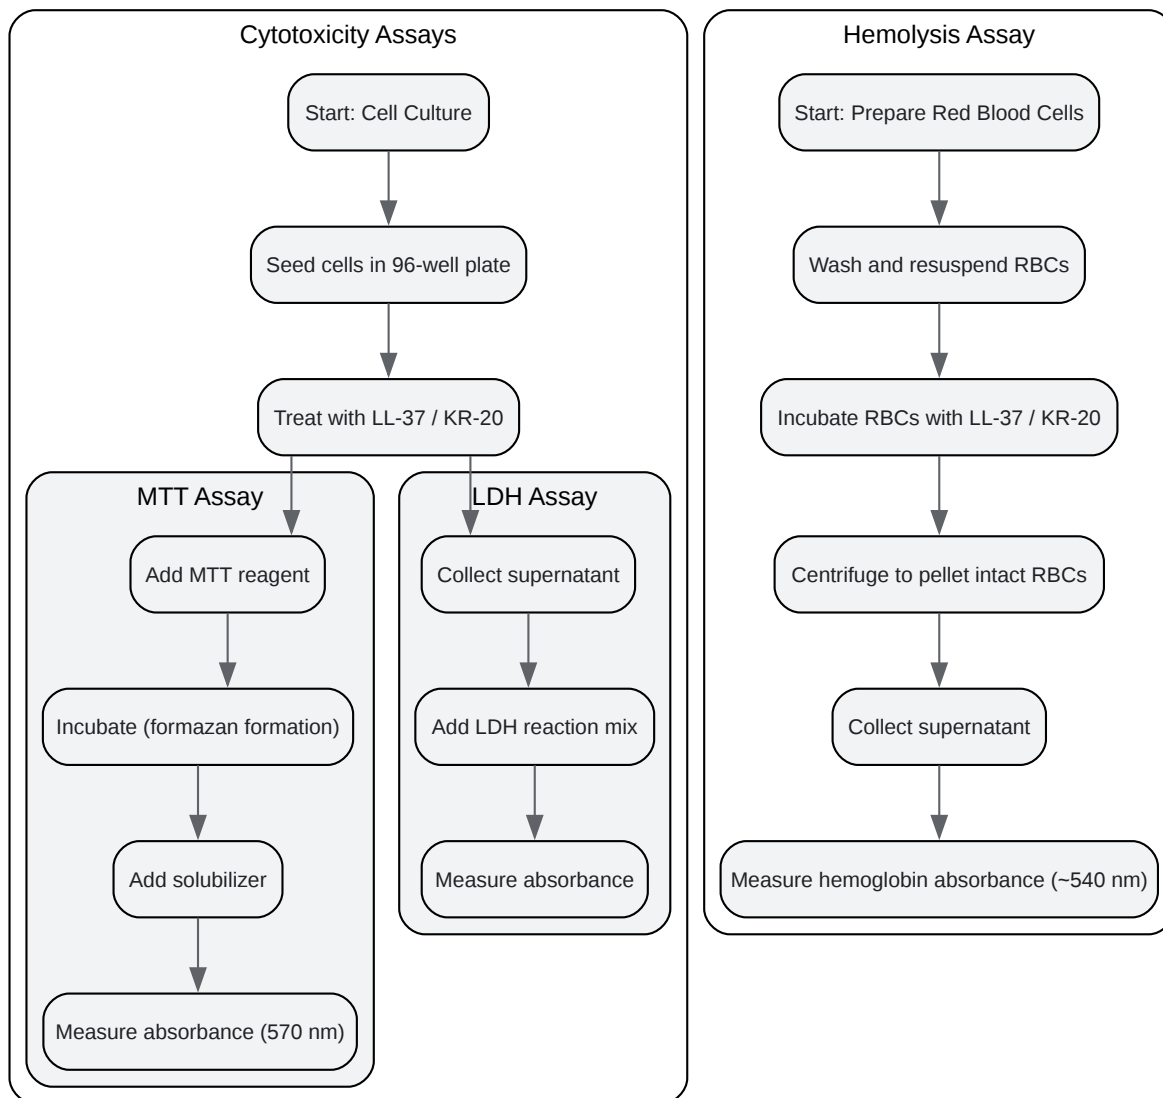 Cytotoxicity Assays
Start: Cell Culture
Seed cells in 96-well plate
Treat with LL-37 / KR-20
MTT Assay
Add MTT reagent
Incubate (formazan formation)
Add solubilizer
Measure absorbance (570 nm)
LDH Assay
Collect supernatant
Add LDH reaction mix
Measure absorbance
Hemolysis Assay
Start: Prepare Red Blood Cells
Wash and resuspend RBCs
Incubate RBCs with LL-37 / KR-20
Centrifuge to pellet intact RBCs
Collect supernatant
Measure hemoglobin absorbance (~540 nm)